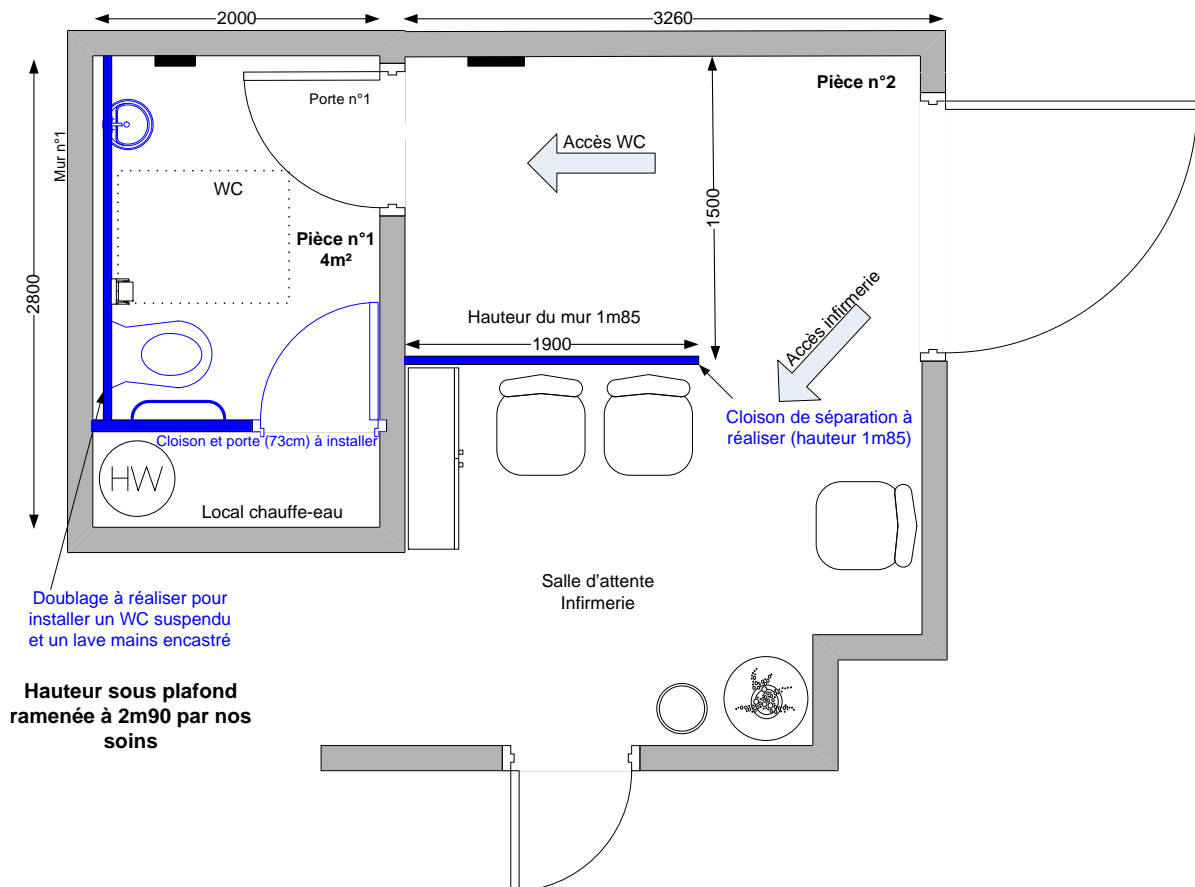 2000
3260
Mur n°1
Porte n°1
Pièce n°2
Accès WC
WC
1500
Pièce n°1
4m²
2800
Accès infirmerie
Hauteur du mur 1m85
1900
Cloison de séparation à
réaliser (hauteur 1m85)
Cloison et porte (73cm) à installer
HW
Local chauffe-eau
Salle d’attente
Infirmerie
Doublage à réaliser pour
installer un WC suspendu
et un lave mains encastré
Hauteur sous plafond
ramenée à 2m90 par nos
soins